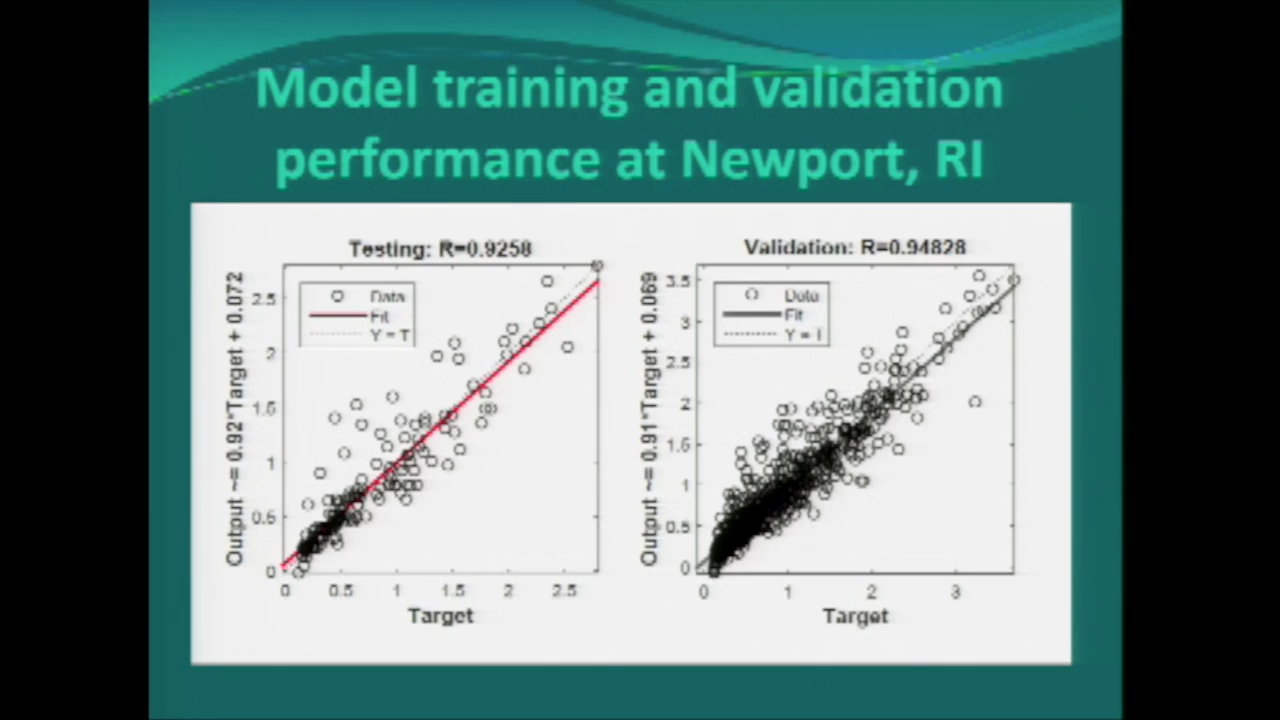 Model training and validation
performance at Newport, RI
Testing: R=0.9258
Output ~= 0.92*Target + 0.072
Data
Fit
Y = T
2.5
2
1.5
1
0.5
0
0 0.5 1 1.5 2 2.5
Target
Validation: R=0.94828
Output ~= 0.91*Target + 0.069
Data
Fit
Y = T
3.5
3
2.5
2
1.5
1
0.5
0
0 1 2 3
Target